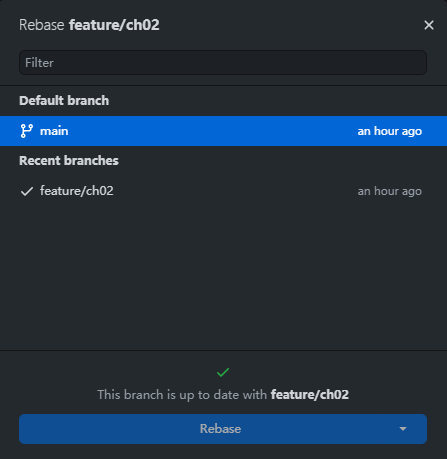 Rebase feature/ch02
Filter
Default branch
main an hour ago
Recent branches
feature/ch02 an hour ago
This branch is up to date with feature/ch02
Rebase